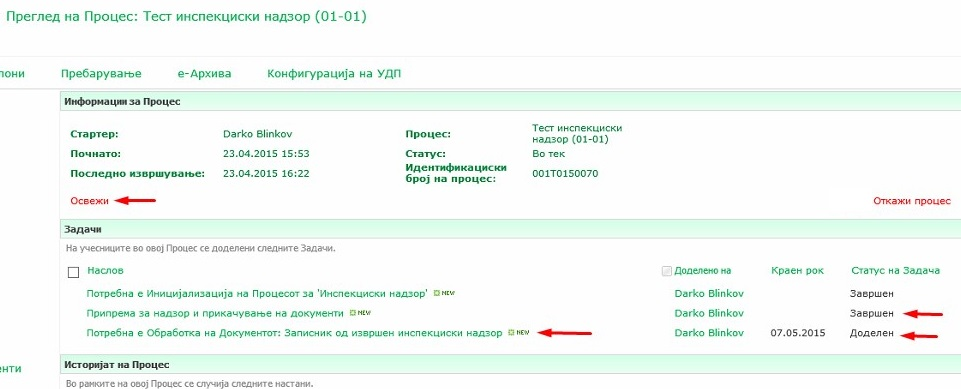 Преглед на Процес: Тест инспекциски надзор (01-01)
лони Пребарување е-Архива Конфигурација на УДП
Информации за Процес
Стартер: Darko Blinkov Процес: Тест инспекциски надзор (01-01)
Почнато: 23.04.2015 15:53 Статус: Во тек
Последно извршување: 23.04.2015 16:22 Идентификациски број на процес: 001T0150070
Освежи Откажи процес
Задачи
На учесниците во овој Процес се доделени следните Задачи.
Наслов Доделено на Краен рок Статус на Задача
Потребна е Иницијализација на Процесот за 'Инспекциски надзор' NEW Darko Blinkov Завршен
Припрема за надзор и прикачување на документи Darko Blinkov Завршен
Потребна е Обработка на Документот: Записник од извршен инспекциски надзор NEW Darko Blinkov 07.05.2015 Доделен
енти
Историјат на Процес
Во рамките на овој Процес се случија следните настани.